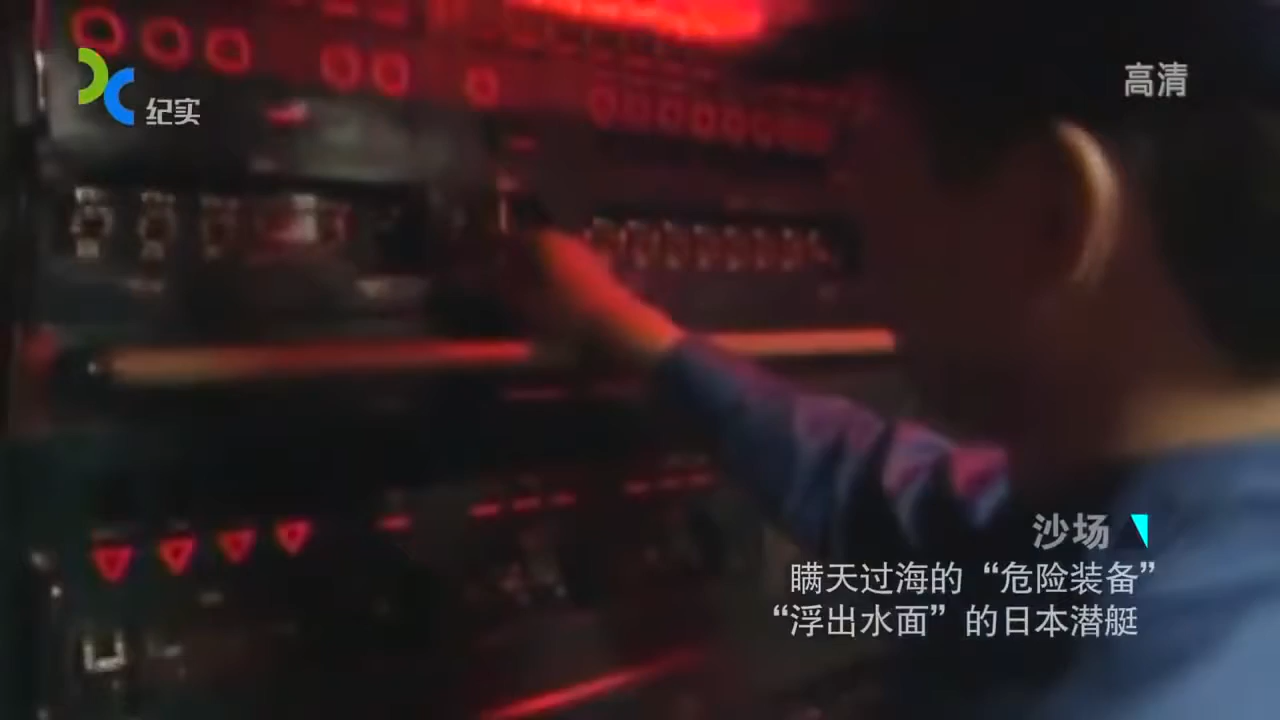 纪实
高清
沙场
瞒天过海的“危险装备”
“浮出水面”的日本潜艇